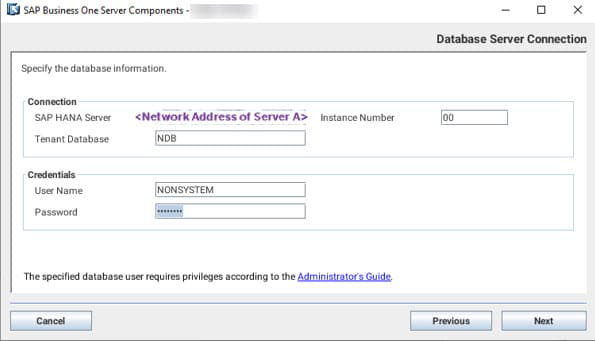 SAP Business One Server Components -
Database Server Connection
Specify the database information.
Connection
SAP HANA Server <Network Address of Server A> Instance Number 00
Tenant Database NDB
Credentials
User Name NONSYSTEM
Password ••••••••
The specified database user requires privileges according to the Administrator's Guide.
Cancel Previous Next